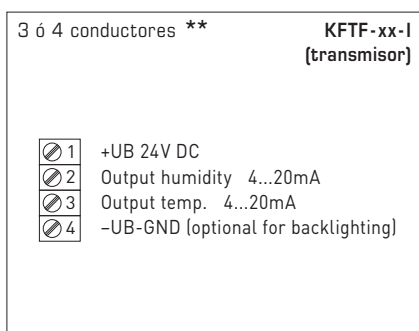 3 ó 4 conductores ** KFTF-xx-I
(transmisor)
1 +UB 24V DC
2 Output humidity 4...20mA
3 Output temp. 4...20mA
4 –UB-GND (optional for backlighting)